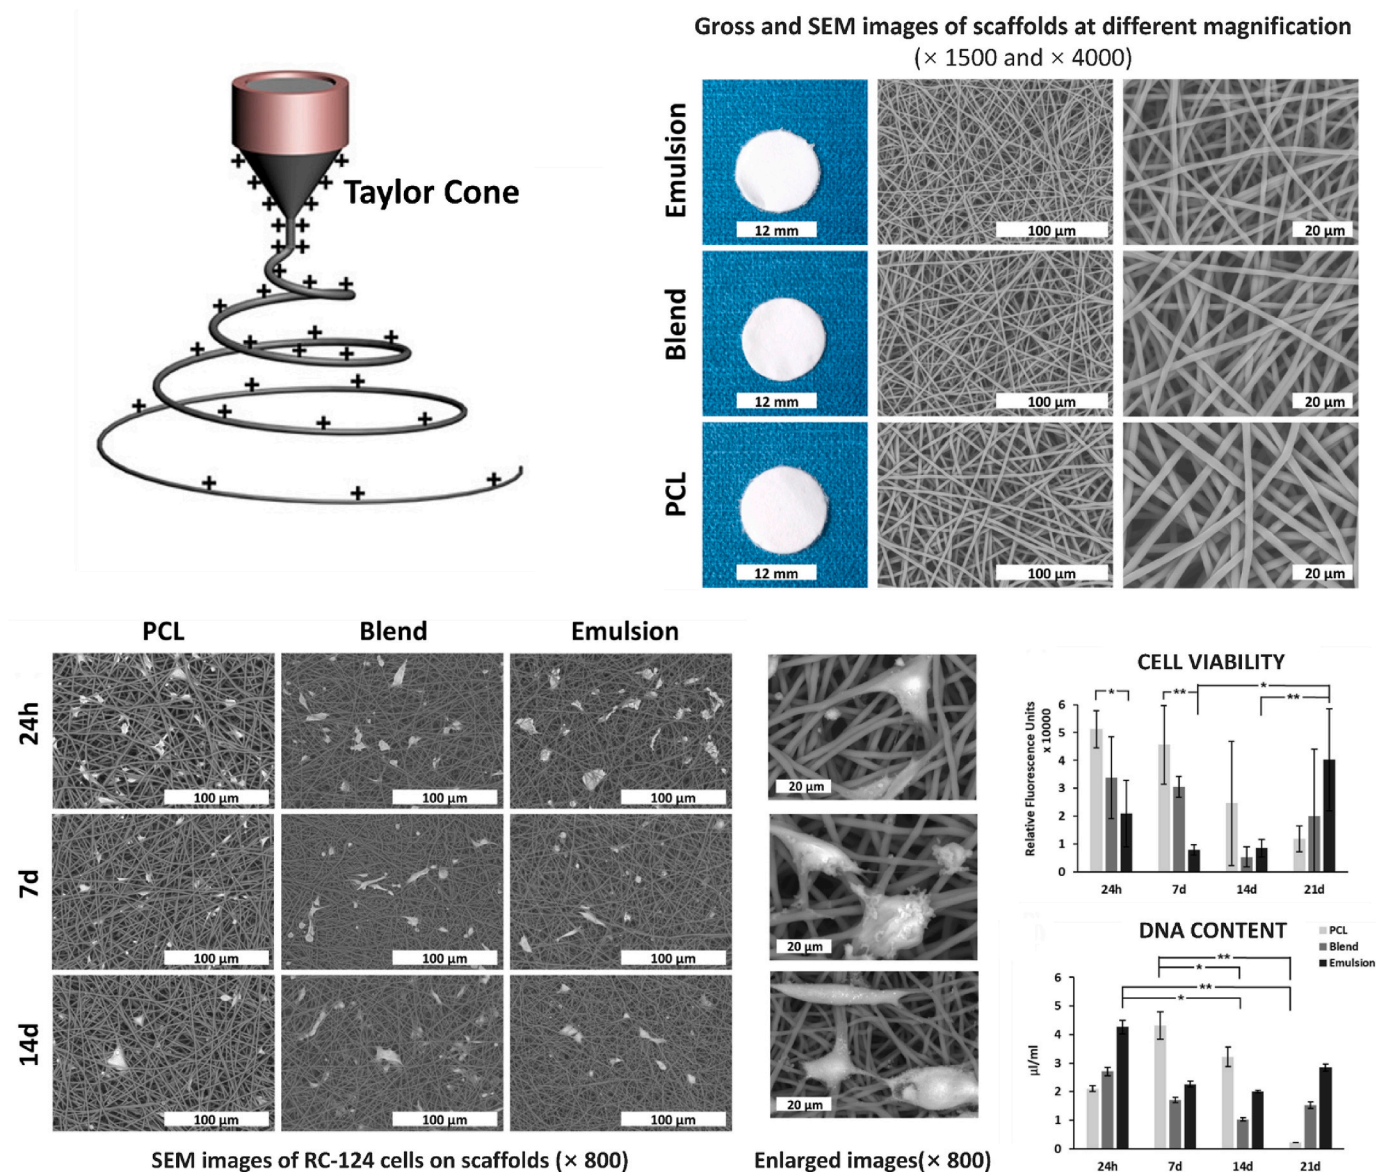 Gross and SEM images of scaffolds at different magnification
(× 1500 and × 4000)
Taylor Cone
Emulsion
12 mm
100 µm
20 µm
Blend
12 mm
100 µm
20 µm
PCL
12 mm
100 µm
20 µm
PCL
Blend
Emulsion
24h
100 µm
100 µm
100 µm
7d
100 µm
100 µm
100 µm
14d
100 µm
100 µm
100 µm
SEM images of RC-124 cells on scaffolds (× 800)
20 µm
20 µm
20 µm
Enlarged images(× 800)
CELL VIABILITY
Relative Fluorescence Units
x 10000
6
5
4
3
2
1
0
*
**
*
**
24h
7d
14d
21d
DNA CONTENT
PCL
Blend
Emulsion
µl/ml
6
5
4
3
2
1
0
**
*
**
*
24h
7d
14d
21d